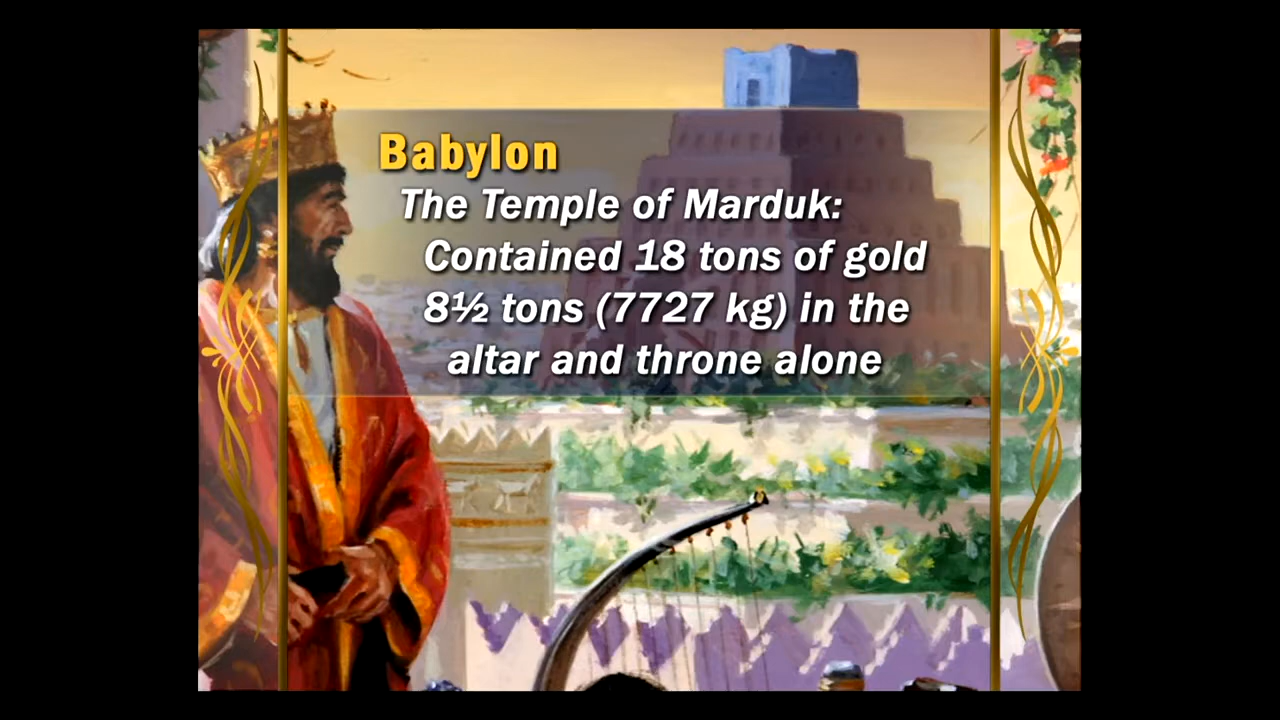 Babylon
The Temple of Marduk:
Contained 18 tons of gold
8½ tons (7727 kg) in the
altar and throne alone